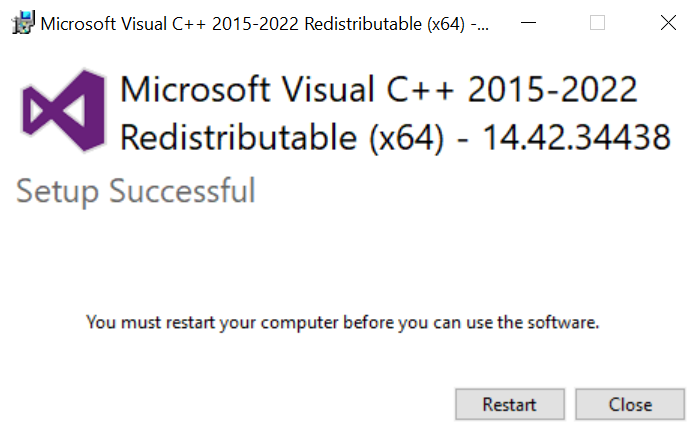 Microsoft Visual C++ 2015-2022 Redistributable (x64) -...
Microsoft Visual C++ 2015-2022
Redistributable (x64) - 14.42.34438
Setup Successful
You must restart your computer before you can use the software.
Restart Close